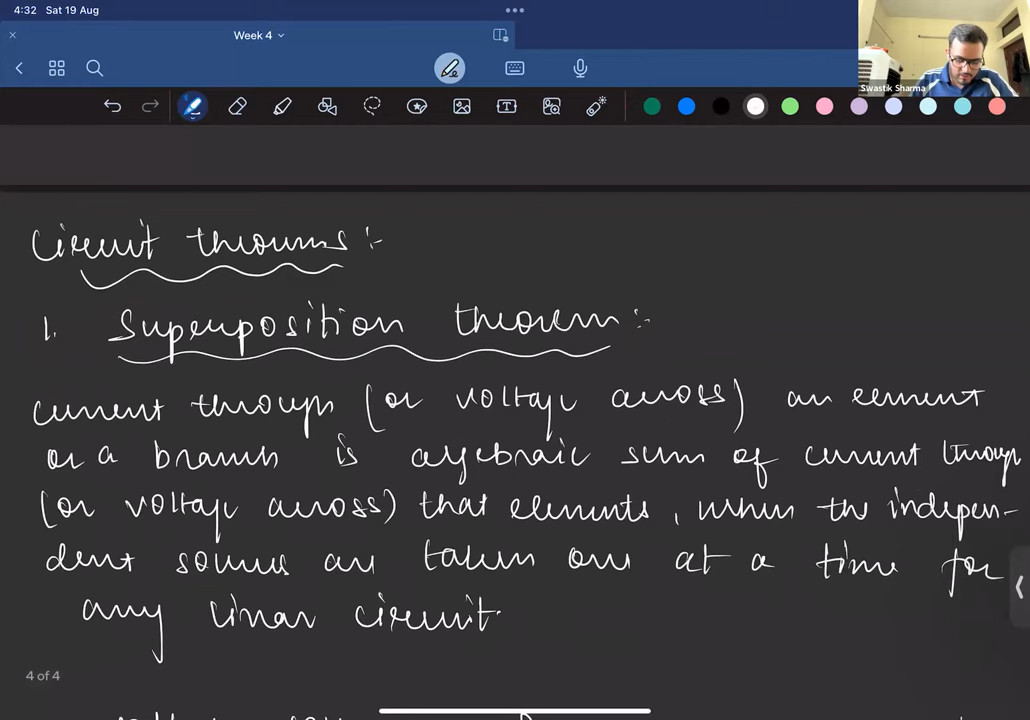 4:32 Sat 19 Aug
Week 4
Swastik Sharma
Circuit theorems :-
1. Superposition theorem :-
current through (or voltage across) an element
or a branch is algebraic sum of current through
(or voltage across) that elements, when the indepen-
dent sources are taken one at a time for
any linear circuit.
4 of 4